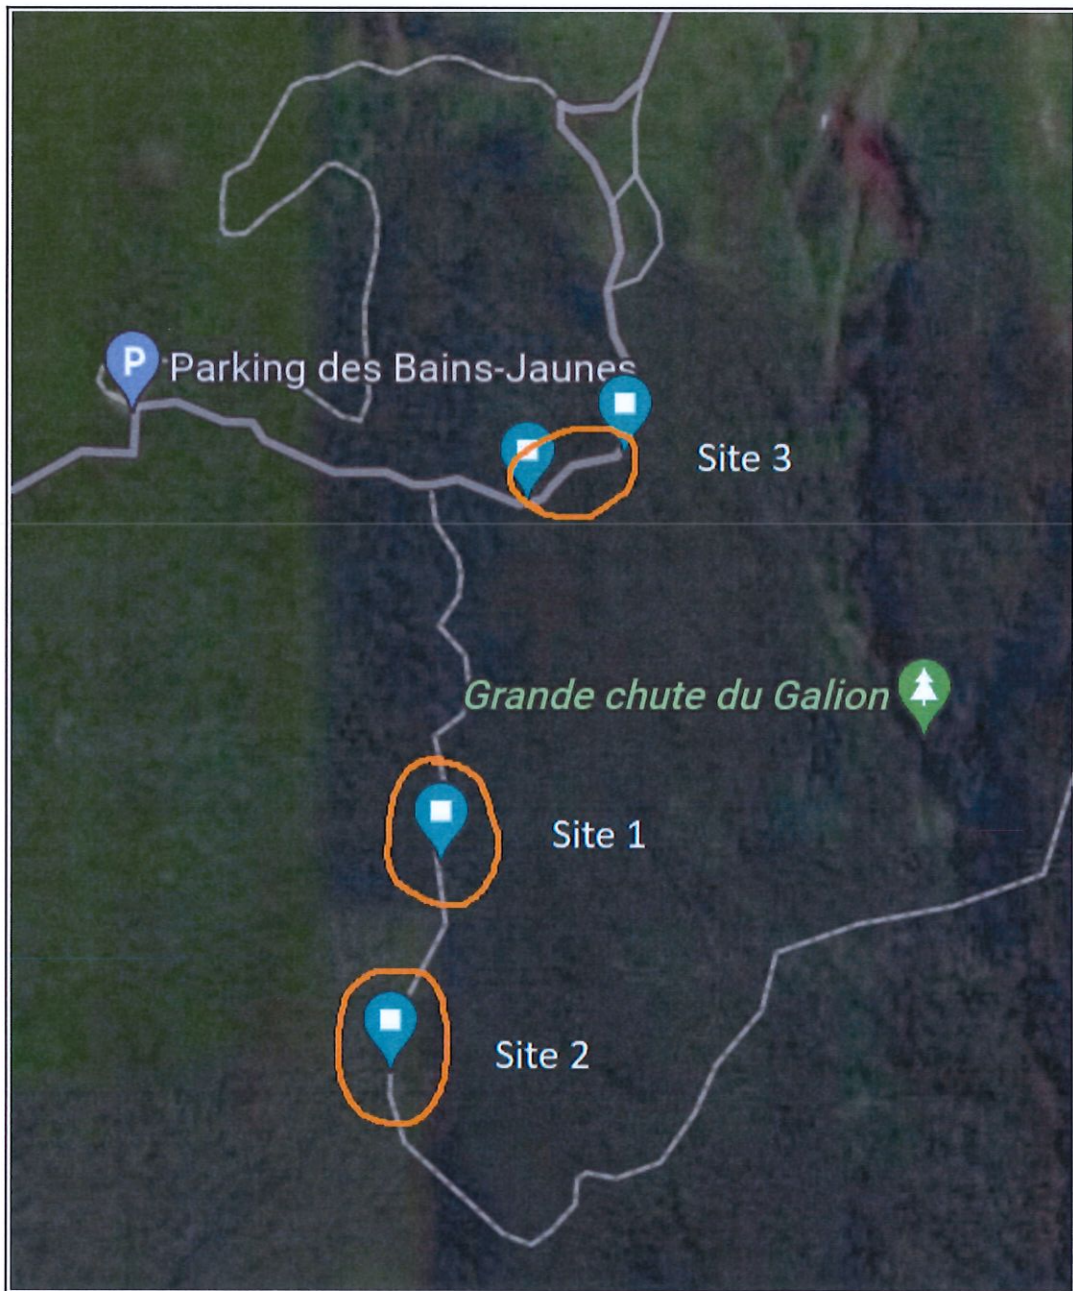 P
Parking des Bains-Jaunes
Site 3
Grande chute du Galion
Site 1
Site 2